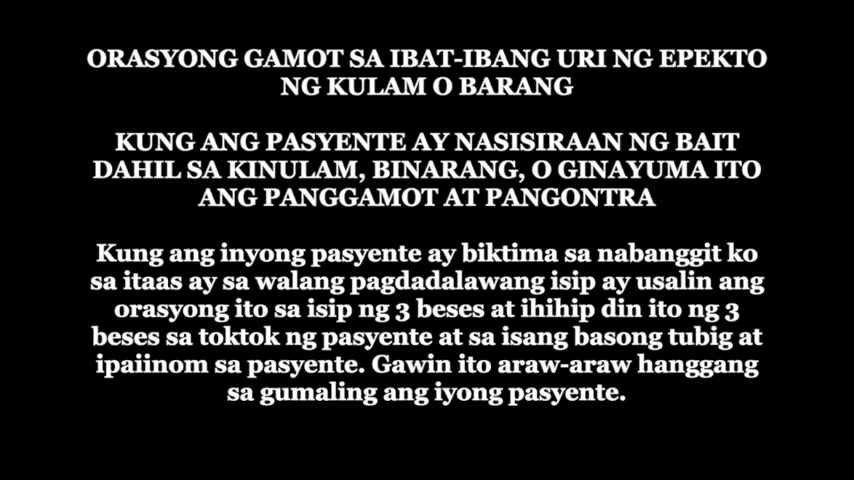 ORASYONG GAMOT SA IBAT-IBANG URI NG EPEKTO
NG KULAM O BARANG
KUNG ANG PASYENTE AY NASISIRAAN NG BAIT
DAHIL SA KINULAM, BINARANG, O GINAYUMA ITO
ANG PANGGAMOT AT PANGONTRA
Kung ang inyong pasyente ay biktima sa nabanggit ko
sa itaas ay sa walang pagdadalawang isip ay usalin ang
orasyong ito sa isip ng 3 beses at ihihip din ito ng 3
beses sa toktok ng pasyente at sa isang basong tubig at
ipaiinom sa pasyente. Gawin ito araw-araw hanggang
sa gumaling ang iyong pasyente.